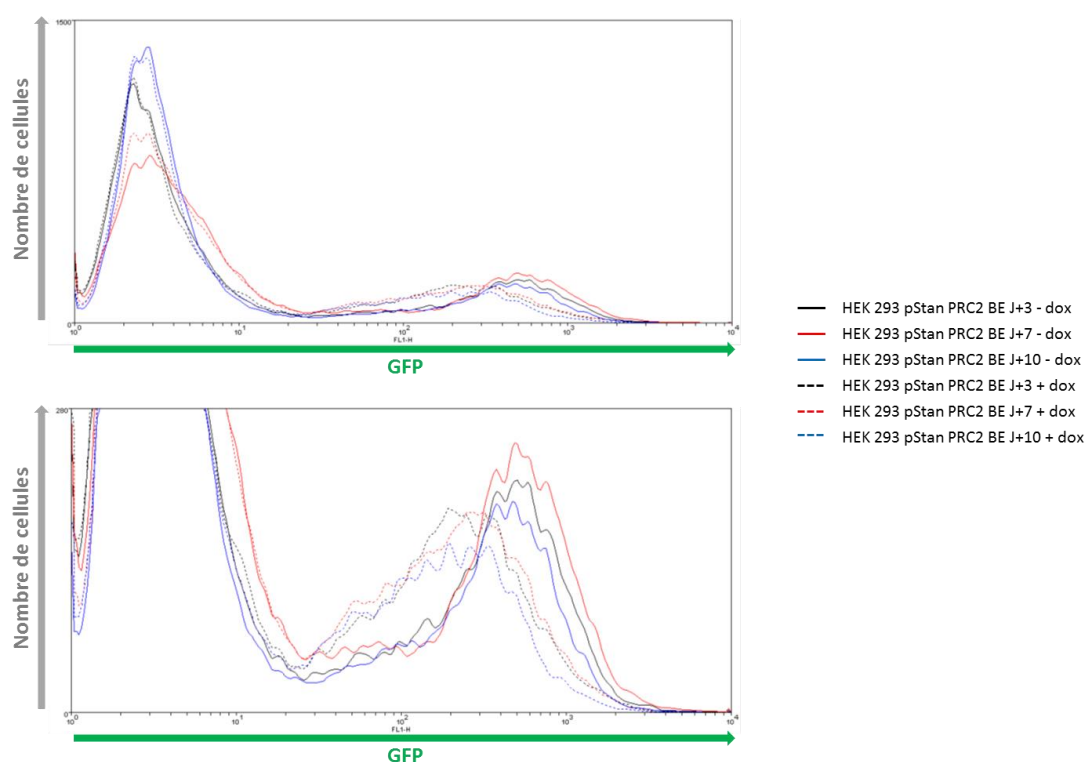 Nombre de cellules
1500
0
10⁰
10¹
10²
10³
10⁴
FL1-H
GFP
HEK 293 pStan PRC2 BE J+3 - dox
HEK 293 pStan PRC2 BE J+7 - dox
HEK 293 pStan PRC2 BE J+10 - dox
HEK 293 pStan PRC2 BE J+3 + dox
HEK 293 pStan PRC2 BE J+7 + dox
HEK 293 pStan PRC2 BE J+10 + dox
Nombre de cellules
280
0
10⁰
10¹
10²
10³
10⁴
FL1-H
GFP